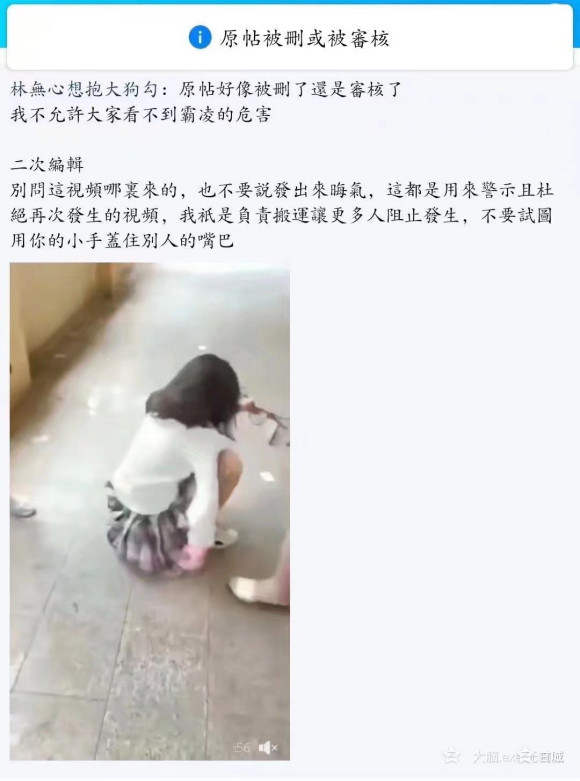 原帖被刪或被審核
林無心想抱大狗勾：原帖好像被刪了還是審核了
我不允許大家看不到霸凌的危害
二次編輯
別問這視頻哪裏來的，也不要説發出來晦氣，這都是用來警示且杜
絕再次發生的視頻，我衹是負責搬運讓更多人阻止發生，不要試圖
用你的小手蓋住別人的嘴巴
:56